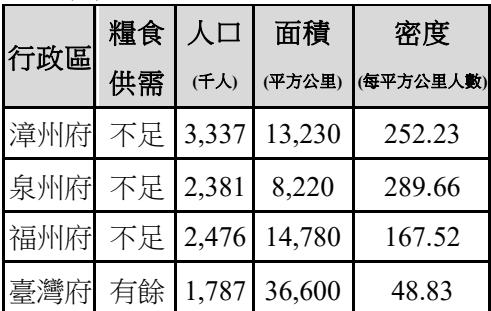 行政區 糧食供需 人口(千人) 面積(平方公里) 密度(每平方公里人數)
漳州府 不足 3,337 13,230 252.23
泉州府 不足 2,381 8,220 289.66
福州府 不足 2,476 14,780 167.52
臺灣府 有餘 1,787 36,600 48.83